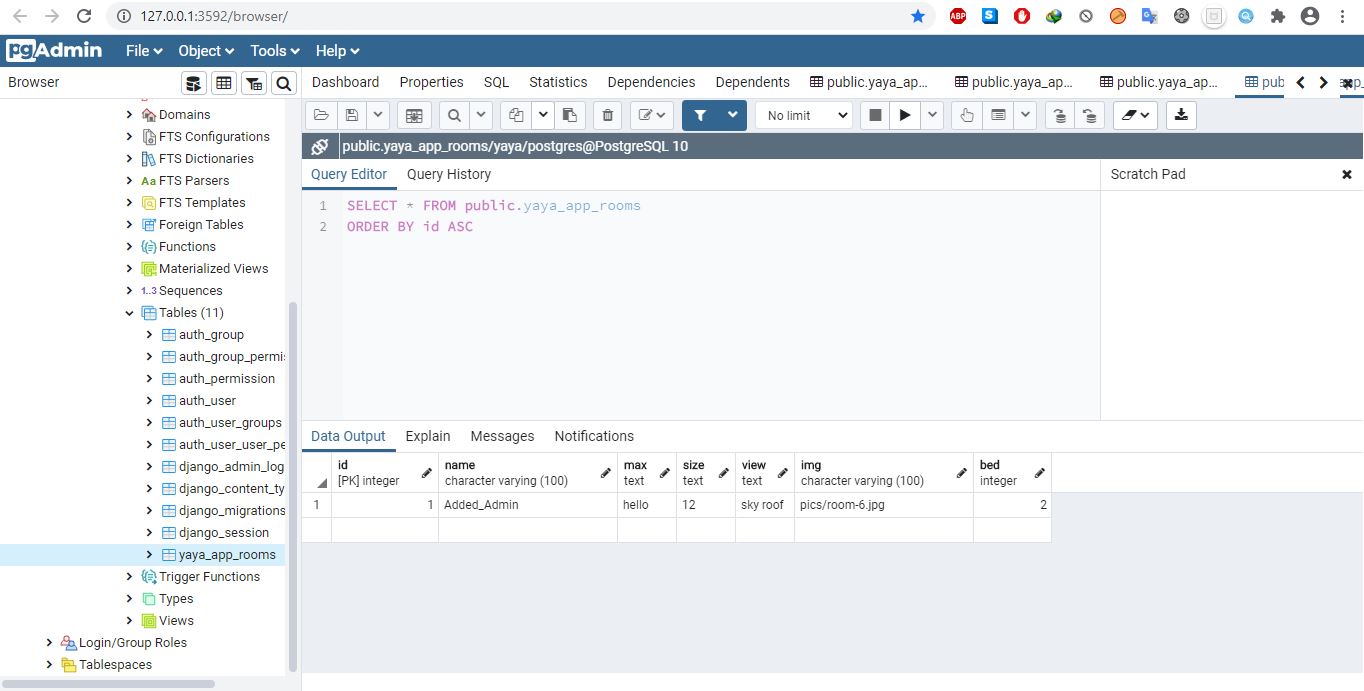 127.0.0.1:3592/browser/
ABP
pgAdmin File Object Tools Help
Browser
Dashboard Properties SQL Statistics Dependencies Dependents public.yaya_ap... public.yaya_ap... public.yaya_ap... pub
Domains
FTS Configurations
FTS Dictionaries
Aa FTS Parsers
FTS Templates
Foreign Tables
Functions
Materialized Views
1..3 Sequences
Tables (11)
auth_group
auth_group_permis
auth_permission
auth_user
auth_user_groups
auth_user_user_pe
django_admin_log
django_content_ty
django_migrations
django_session
yaya_app_rooms
Trigger Functions
Types
Views
Login/Group Roles
Tablespaces
No limit
public.yaya_app_rooms/yaya/postgres@PostgreSQL 10
Query Editor Query History
Scratch Pad
1 SELECT * FROM public.yaya_app_rooms
2 ORDER BY id ASC
Data Output Explain Messages Notifications
id name max size view img bed
[PK] integer character varying (100) text text text character varying (100) integer
1 1 Added_Admin hello 12 sky roof pics/room-6.jpg 2